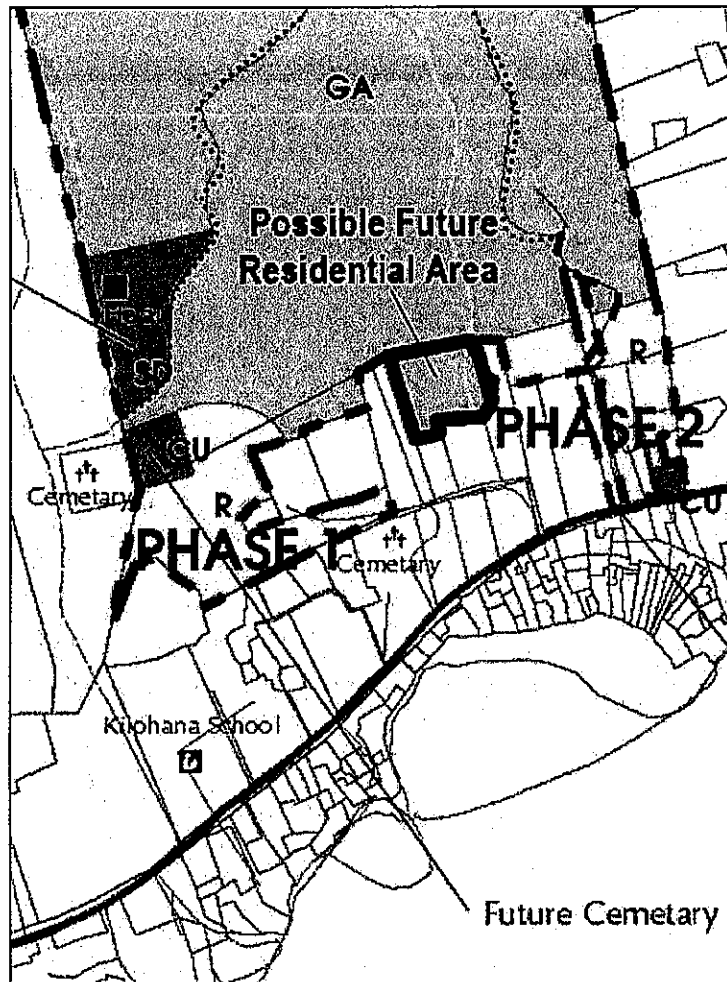 GA
Possible Future
Residential Area
SD
R
CU
PHASE 2
Cemetary
R
CU
PHASE 1
Cemetary
Kilohana School
Future Cemetary